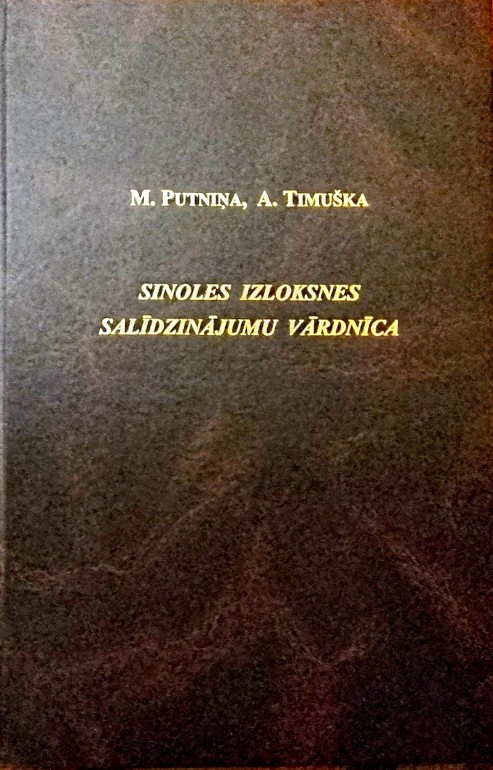 M. PUTNIŅA, A. TIMUŠKA
SINOLES IZLOKSNES
SALĪDZINĀJUMU VĀRDNĪCA